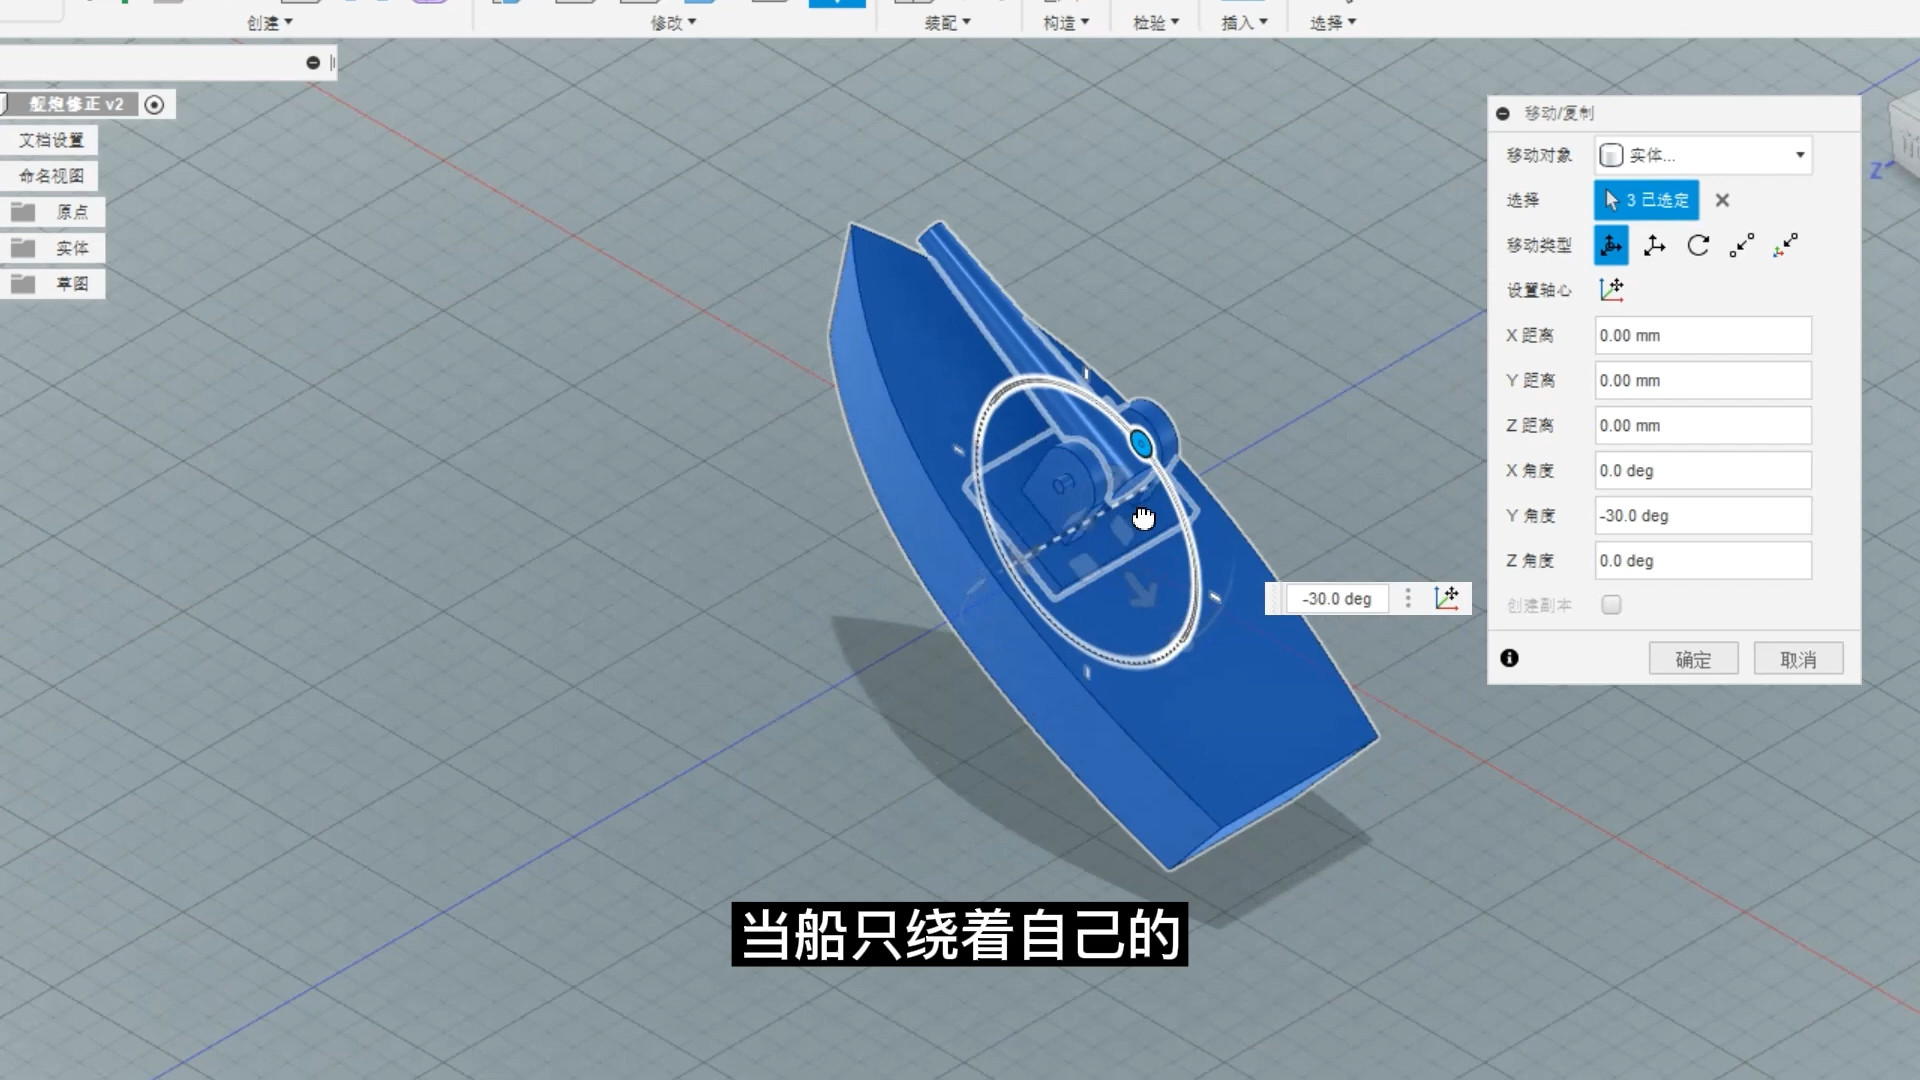 创建 修改 装配 构造 检验 插入 选择
舰炮修正 v2
文档设置
命名视图
原点
实体
草图
移动/复制
移动对象 实体...
选择 3 已选定
移动类型
设置轴心
X 距离 0.00 mm
Y 距离 0.00 mm
Z 距离 0.00 mm
X 角度 0.0 deg
Y 角度 -30.0 deg
Z 角度 0.0 deg
创建副本
确定 取消
-30.0 deg
Z
当船只绕着自己的